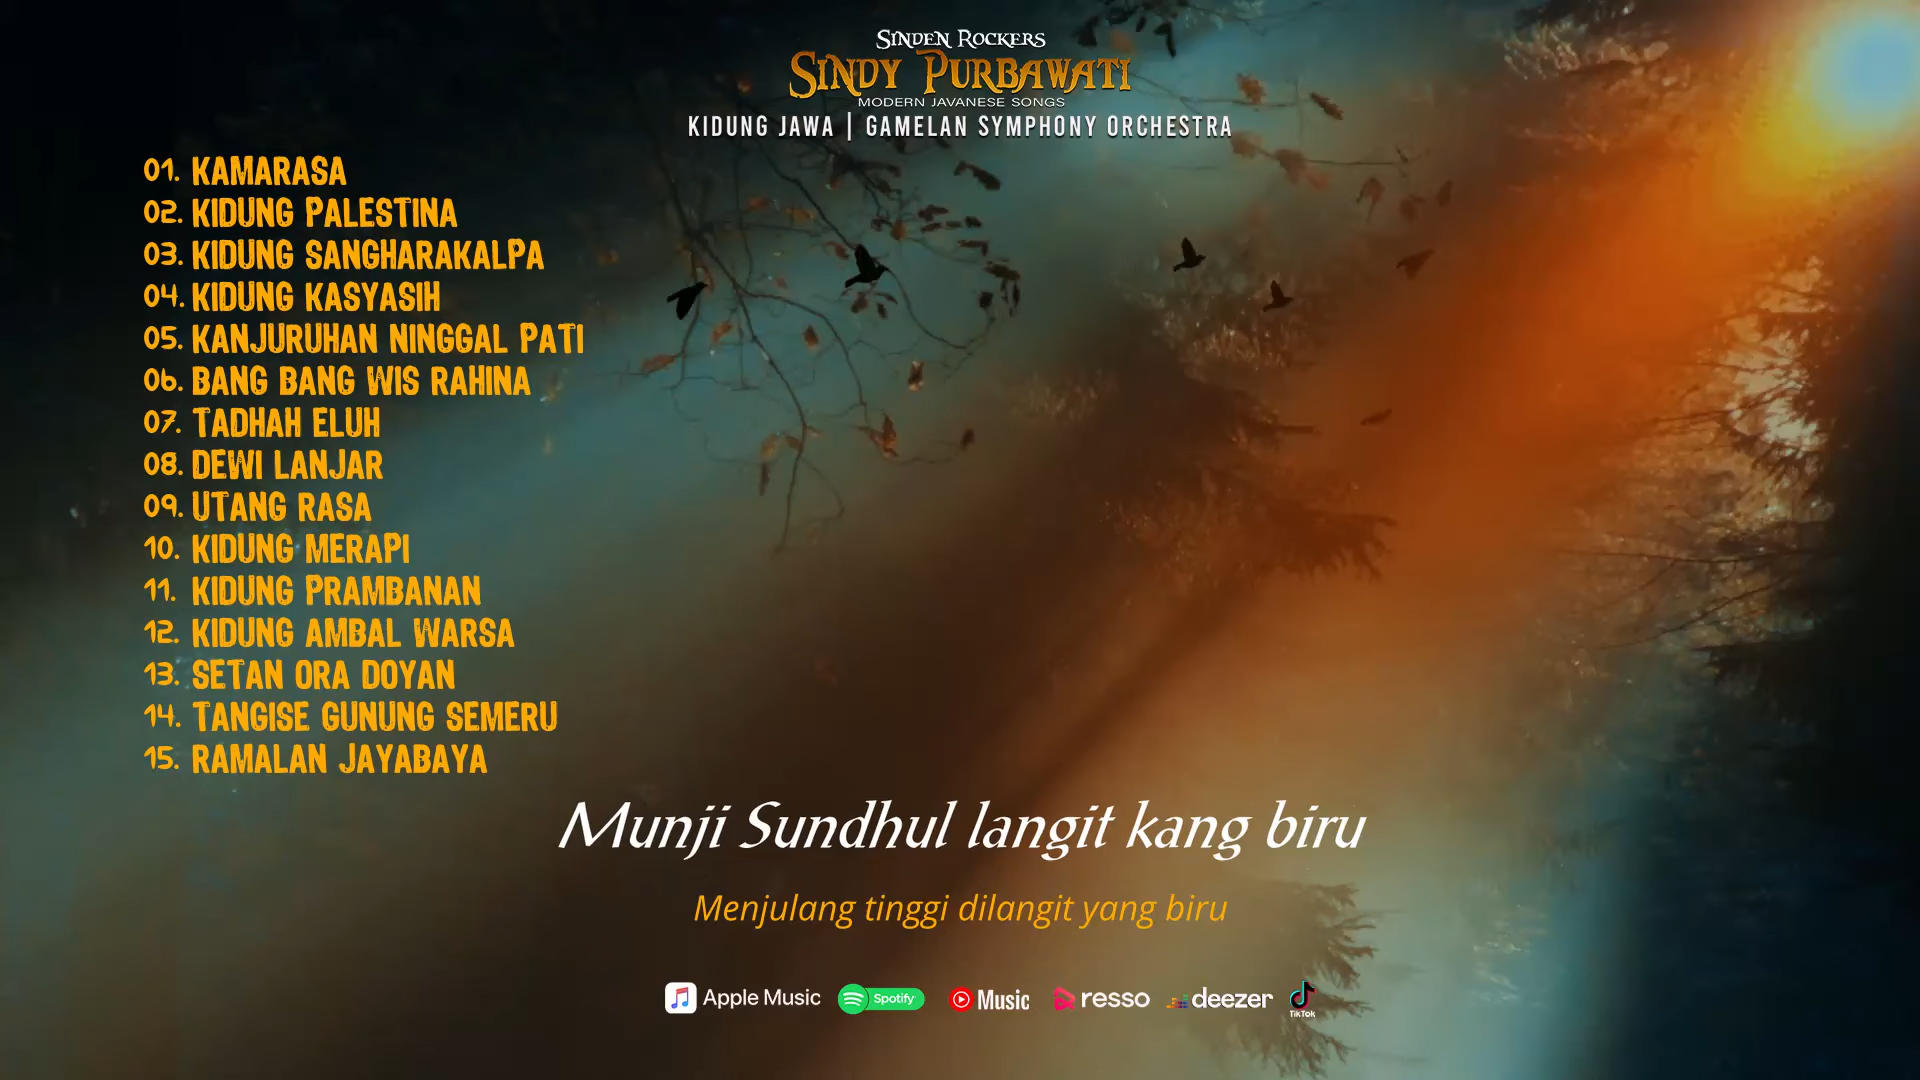 SINDEN ROCKERS
SINDY PURBAWATI
MODERN JAVANESE SONGS
KIDUNG JAWA | GAMELAN SYMPHONY ORCHESTRA
01. KAMARASA
02. KIDUNG PALESTINA
03. KIDUNG SANGHARAKALPA
04. KIDUNG KASYASIH
05. KANJURUHAN NINGGAL PATI
06. BANG BANG WIS RAHINA
07. TADHAH ELUH
08. DEWI LANJAR
09. UTANG RASA
10. KIDUNG MERAPI
11. KIDUNG PRAMBANAN
12. KIDUNG AMBAL WARSA
13. SETAN ORA DOYAN
14. TANGISE GUNUNG SEMERU
15. RAMALAN JAYABAYA
Munji Sundhul langit kang biru
Menjulang tinggi dilangit yang biru
Apple Music Spotify Music resso deezer TikTok